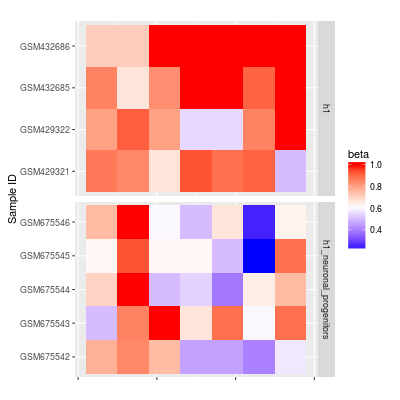 Sample ID
GSM432686
GSM432685
GSM429322
GSM429321
h1
GSM675546
GSM675545
GSM675544
GSM675543
GSM675542
h1_neuronal_progenitors
beta
1.0
0.8
0.6
0.4